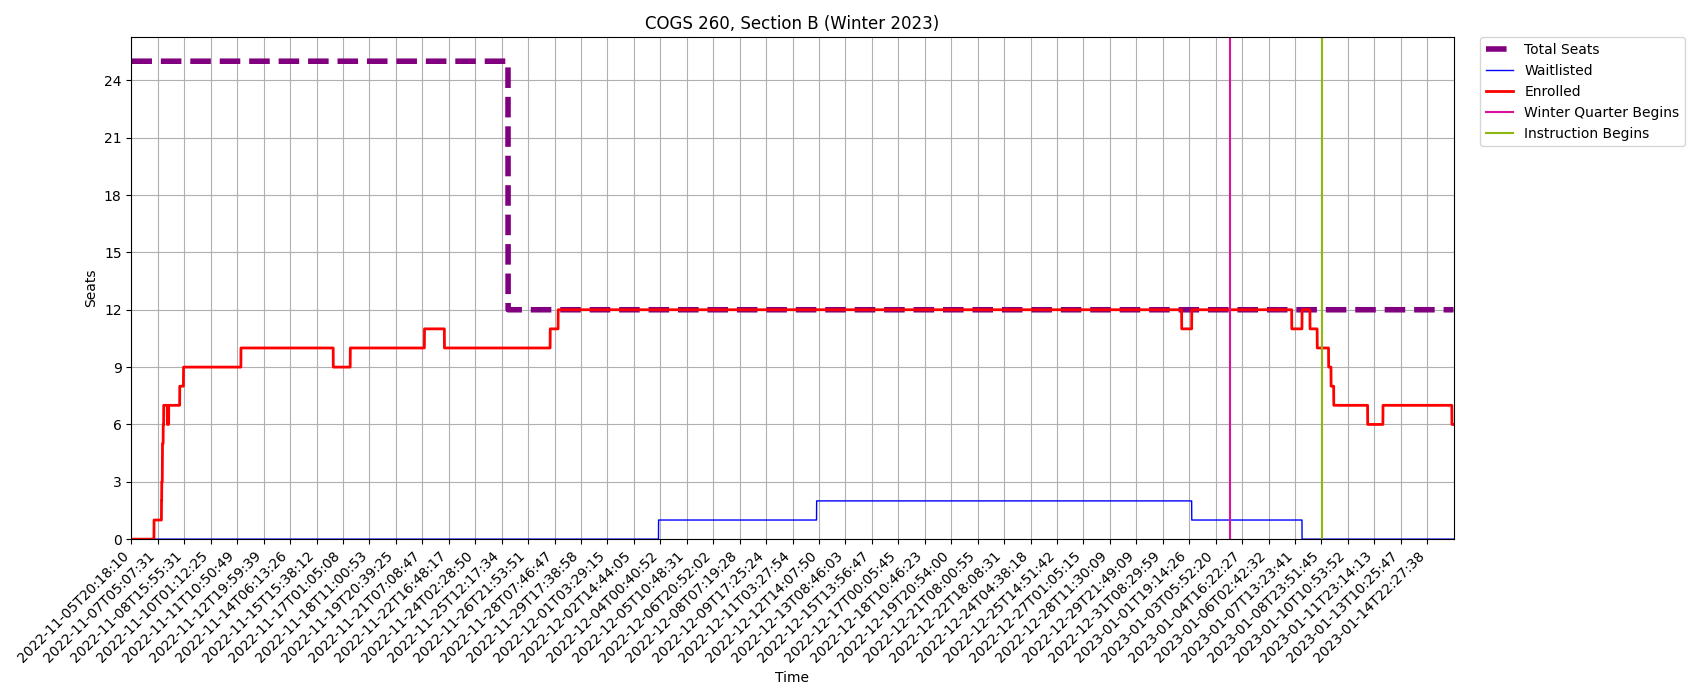 COGS 260, Section B (Winter 2023)
Total Seats
Waitlisted
Enrolled
Winter Quarter Begins
Instruction Begins
Seats
24
21
18
15
12
9
6
3
0
2022-11-05T20:18:10
2022-11-07T05:07:31
2022-11-08T15:55:31
2022-11-10T01:12:25
2022-11-11T10:50:49
2022-11-12T19:59:39
2022-11-14T06:13:26
2022-11-15T15:38:12
2022-11-17T01:05:08
2022-11-18T11:00:53
2022-11-19T20:39:25
2022-11-21T07:08:47
2022-11-22T16:48:17
2022-11-24T02:28:50
2022-11-25T12:17:34
2022-11-26T21:53:51
2022-11-28T07:46:47
2022-11-29T17:38:58
2022-12-01T03:29:15
2022-12-02T14:44:05
2022-12-04T00:40:52
2022-12-05T10:48:31
2022-12-06T20:52:02
2022-12-08T07:19:28
2022-12-09T17:25:24
2022-12-11T03:27:54
2022-12-12T14:07:50
2022-12-13T08:46:03
2022-12-15T13:56:47
2022-12-17T00:05:45
2022-12-18T10:46:23
2022-12-19T20:54:00
2022-12-21T08:00:55
2022-12-22T18:08:31
2022-12-24T04:38:18
2022-12-25T14:51:42
2022-12-27T01:05:15
2022-12-28T11:30:09
2022-12-29T21:49:09
2022-12-31T08:29:59
2023-01-01T19:14:26
2023-01-03T05:52:20
2023-01-04T16:22:27
2023-01-06T02:42:32
2023-01-07T13:23:41
2023-01-08T23:51:45
2023-01-10T10:53:52
2023-01-11T23:14:13
2023-01-13T10:25:47
2023-01-14T22:27:38
Time